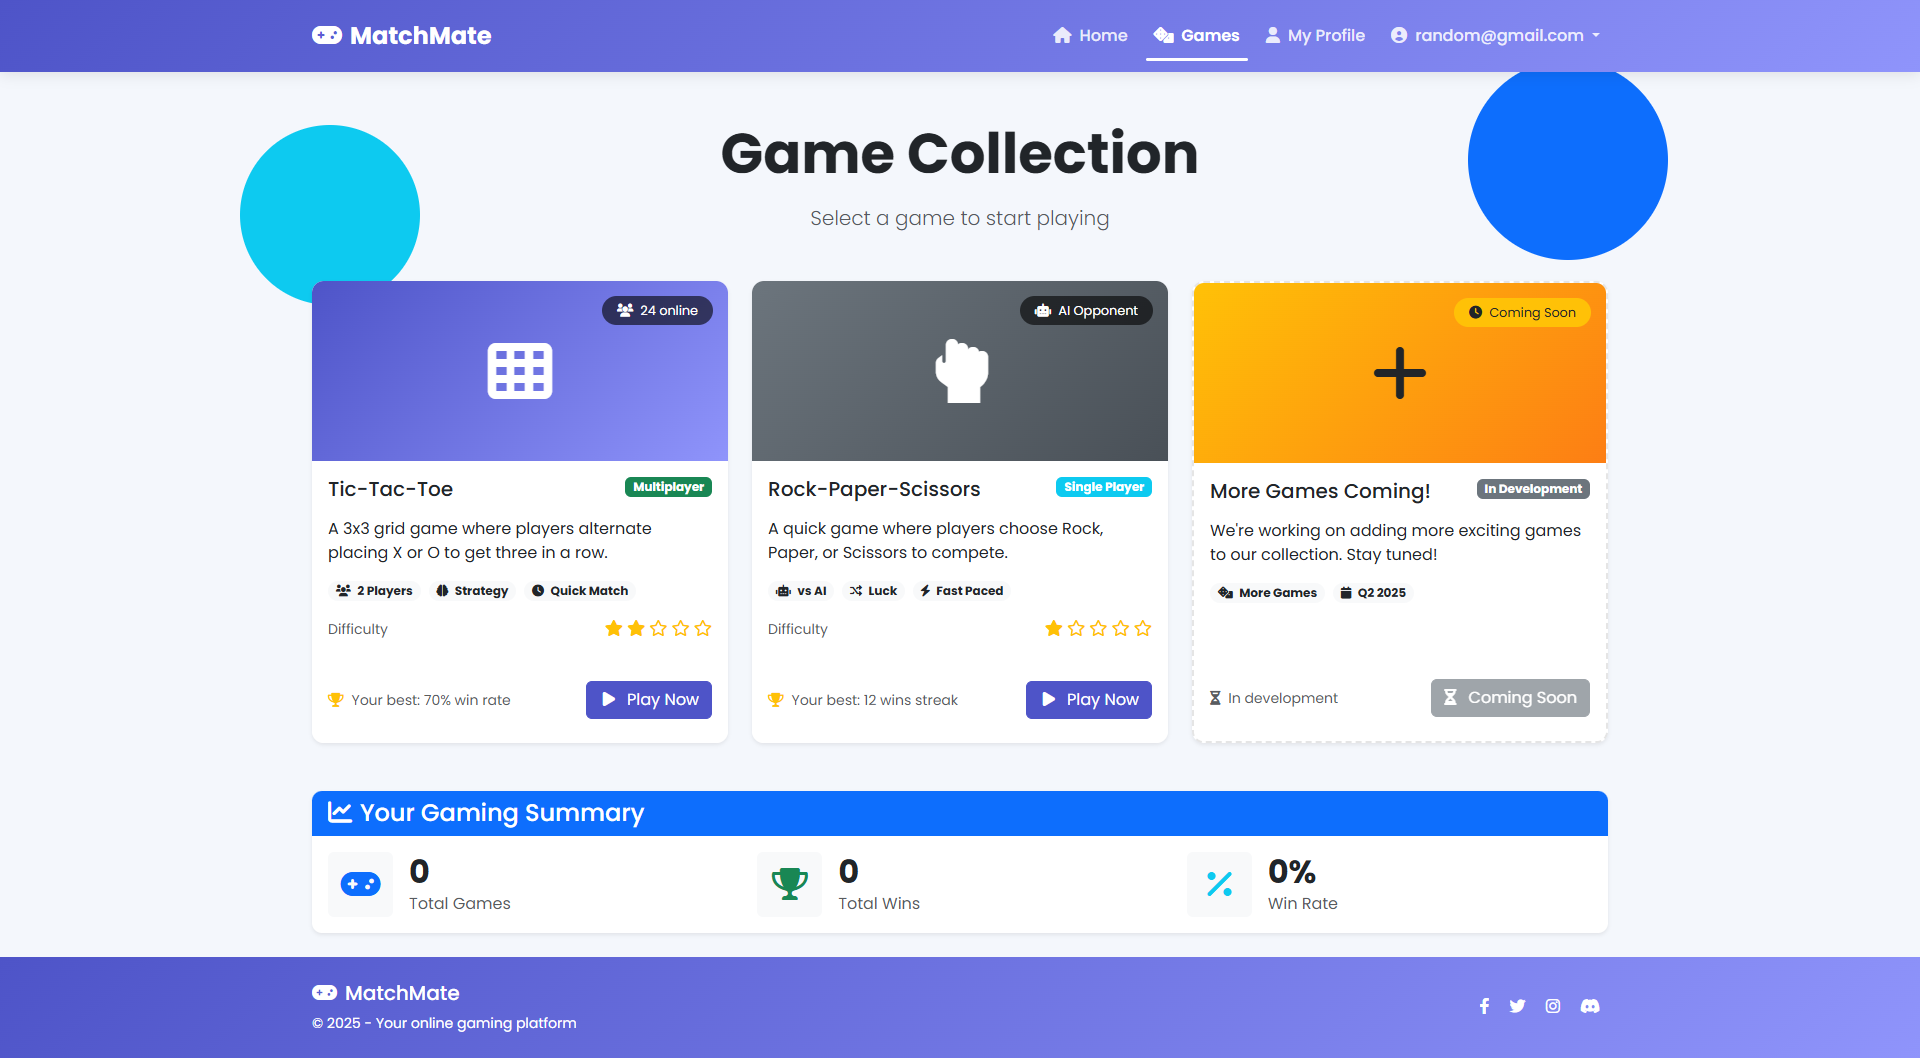 MatchMate
Home
Games
My Profile
random@gmail.com
Game Collection
Select a game to start playing
24 online
Tic-Tac-Toe
Multiplayer
A 3x3 grid game where players alternate
placing X or O to get three in a row.
2 Players
Strategy
Quick Match
Difficulty
Your best: 70% win rate
Play Now
AI Opponent
Rock-Paper-Scissors
Single Player
A quick game where players choose Rock,
Paper, or Scissors to compete.
vs AI
Luck
Fast Paced
Difficulty
Your best: 12 wins streak
Play Now
Coming Soon
More Games Coming!
In Development
We're working on adding more exciting games
to our collection. Stay tuned!
More Games
Q2 2025
In development
Coming Soon
Your Gaming Summary
0
Total Games
0
Total Wins
0%
Win Rate
MatchMate
© 2025 - Your online gaming platform